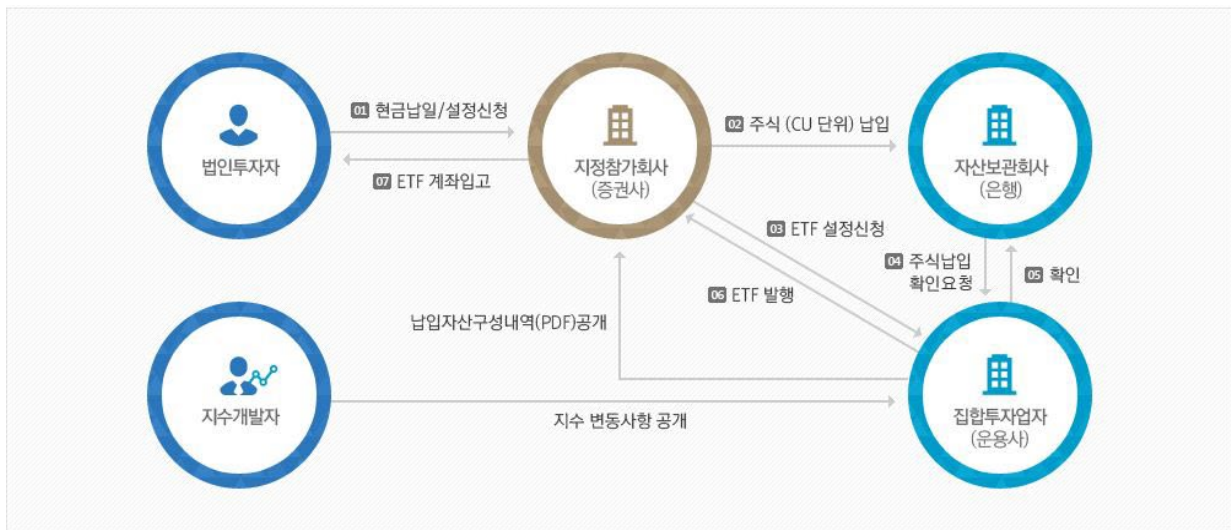 01 현금납일/설정신청
02 주식 (CU 단위) 납입
법인투자자
지정참가회사
(증권사)
자산보관회사
(은행)
07 ETF 계좌입고
03 ETF 설정신청
04 주식납입
확인요청
05 확인
06 ETF 발행
납입자산구성내역(PDF)공개
지수개발자
지수 변동사항 공개
집합투자업자
(운용사)